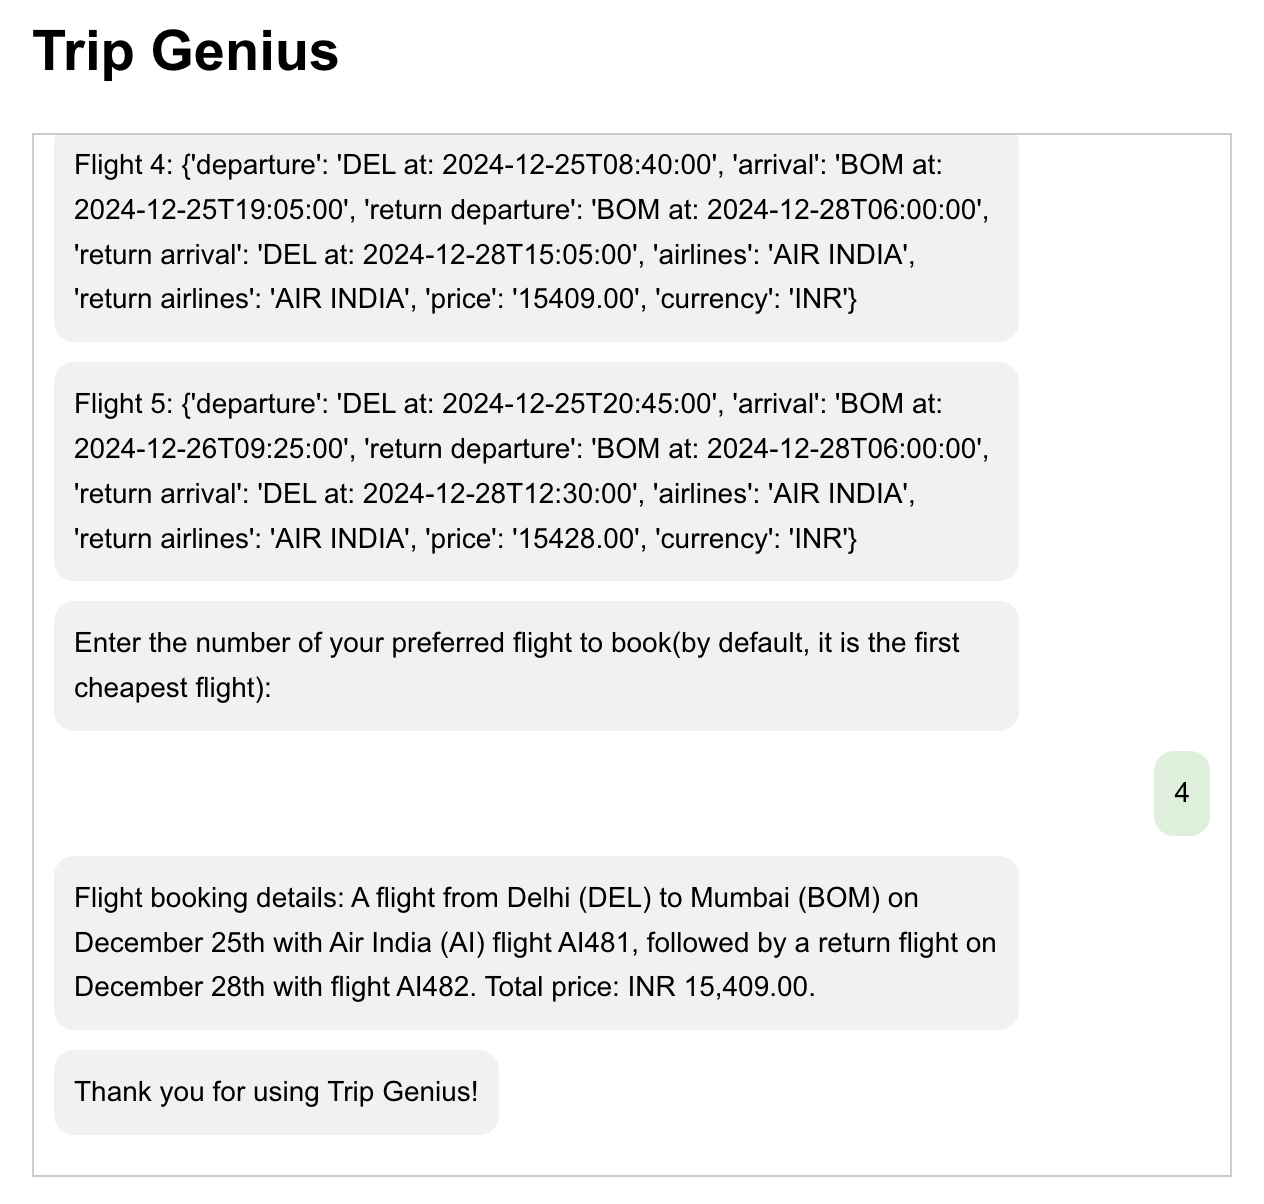 Trip Genius
Flight 4: {'departure': 'DEL at: 2024-12-25T08:40:00', 'arrival': 'BOM at:
2024-12-25T19:05:00', 'return departure': 'BOM at: 2024-12-28T06:00:00',
'return arrival': 'DEL at: 2024-12-28T15:05:00', 'airlines': 'AIR INDIA',
'return airlines': 'AIR INDIA', 'price': '15409.00', 'currency': 'INR'}
Flight 5: {'departure': 'DEL at: 2024-12-25T20:45:00', 'arrival': 'BOM at:
2024-12-26T09:25:00', 'return departure': 'BOM at: 2024-12-28T06:00:00',
'return arrival': 'DEL at: 2024-12-28T12:30:00', 'airlines': 'AIR INDIA',
'return airlines': 'AIR INDIA', 'price': '15428.00', 'currency': 'INR'}
Enter the number of your preferred flight to book(by default, it is the first
cheapest flight):
4
Flight booking details: A flight from Delhi (DEL) to Mumbai (BOM) on
December 25th with Air India (AI) flight AI481, followed by a return flight on
December 28th with flight AI482. Total price: INR 15,409.00.
Thank you for using Trip Genius!